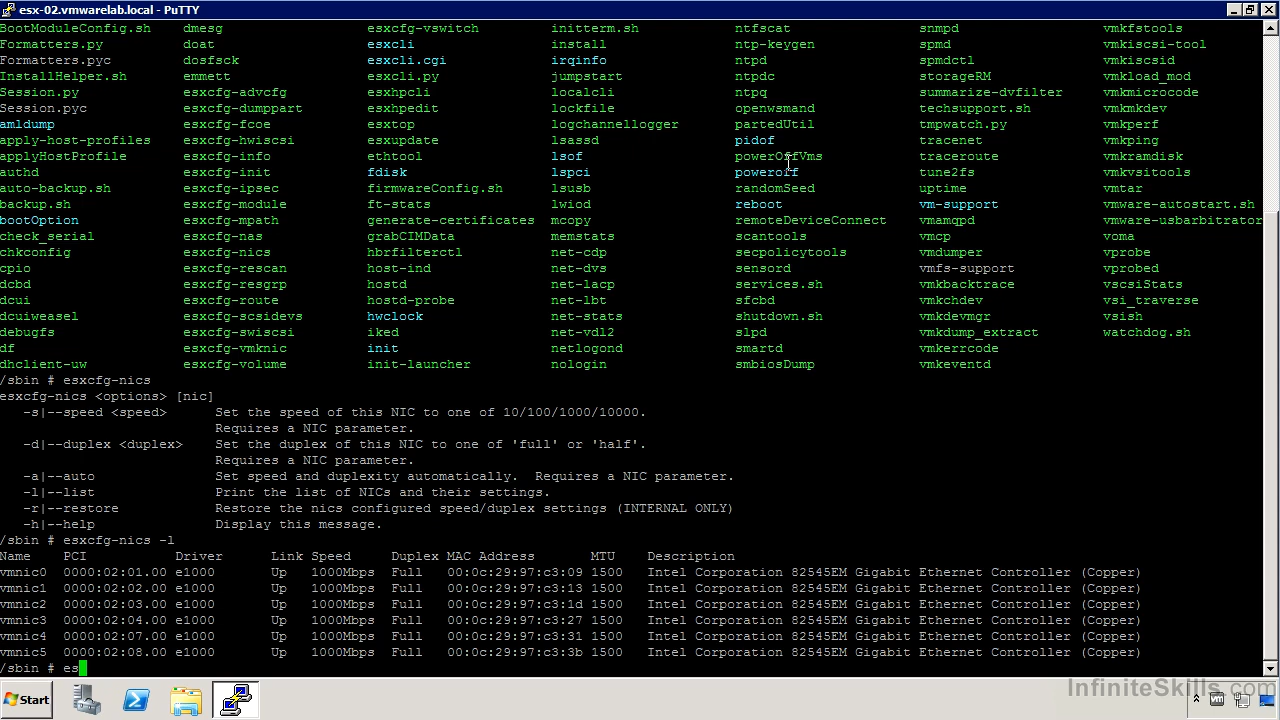 esx-02.vmwarelab.local - PuTTY
BootModuleConfig.sh dmesg esxcfg-vswitch initterm.sh ntfscat snmpd vmkfstools
Formatters.py doat esxcli install ntp-keygen spmd vmkiscsi-tool
Formatters.pyc dosfsck esxcli.cgi irqinfo ntpd spmdctl vmkiscsid
InstallHelper.sh emmett esxcli.py jumpstart ntpdc storageRM vmkload_mod
Session.py esxcfg-advcfg esxhpcli localcli ntpq summarize-dvfilter vmkmicrocode
Session.pyc esxcfg-dumppart esxhpedit lockfile openwsmand techsupport.sh vmkmkdev
amldump esxcfg-fcoe esxtop logchannellogger partedUtil tmpwatch.py vmkperf
apply-host-profiles esxcfg-hwiscsi esxupdate lsassd pidof tracenet vmkping
applyHostProfile esxcfg-info ethtool lsof powerOffVms traceroute vmkramdisk
authd esxcfg-init fdisk lspci poweroff tune2fs vmkvsitools
auto-backup.sh esxcfg-ipsec firmwareConfig.sh lsusb randomSeed uptime vmtar
backup.sh esxcfg-module ft-stats lwiod reboot vm-support vmware-autostart.sh
bootOption esxcfg-mpath generate-certificates mcopy remoteDeviceConnect vmamqpd vmware-usbarbitrator
check_serial esxcfg-nas grabCIMData memstats scantools vmcp voma
chkconfig esxcfg-nics hbrfilterctl net-cdp secpolicytools vmdumper vprobe
cpio esxcfg-rescan host-ind net-dvs sensord vmfs-support vprobed
dcbd esxcfg-resgrp hostd net-lacp services.sh vmkbacktrace vscsiStats
dcui esxcfg-route hostd-probe net-lbt sfcbd vmkchdev vsi_traverse
dcuiweasel esxcfg-scsidevs hwclock net-stats shutdown.sh vmkdevmgr vsish
debugfs esxcfg-swiscsi iked net-vdl2 slpd vmkdump_extract watchdog.sh
df esxcfg-vmknic init netlogond smartd vmkerrcode
dhclient-uw esxcfg-volume init-launcher nologin smbiosDump vmkeventd
/sbin # esxcfg-nics
esxcfg-nics <options> [nic]
-s|--speed <speed> Set the speed of this NIC to one of 10/100/1000/10000.
Requires a NIC parameter.
-d|--duplex <duplex> Set the duplex of this NIC to one of 'full' or 'half'.
Requires a NIC parameter.
-a|--auto Set speed and duplexity automatically. Requires a NIC parameter.
-l|--list Print the list of NICs and their settings.
-r|--restore Restore the nics configured speed/duplex settings (INTERNAL ONLY)
-h|--help Display this message.
/sbin # esxcfg-nics -l
Name PCI Driver Link Speed Duplex MAC Address MTU Description
vmnic0 0000:02:01.00 e1000 Up 1000Mbps Full 00:0c:29:97:c3:09 1500 Intel Corporation 82545EM Gigabit Ethernet Controller (Copper)
vmnic1 0000:02:02.00 e1000 Up 1000Mbps Full 00:0c:29:97:c3:13 1500 Intel Corporation 82545EM Gigabit Ethernet Controller (Copper)
vmnic2 0000:02:03.00 e1000 Up 1000Mbps Full 00:0c:29:97:c3:1d 1500 Intel Corporation 82545EM Gigabit Ethernet Controller (Copper)
vmnic3 0000:02:04.00 e1000 Up 1000Mbps Full 00:0c:29:97:c3:27 1500 Intel Corporation 82545EM Gigabit Ethernet Controller (Copper)
vmnic4 0000:02:07.00 e1000 Up 1000Mbps Full 00:0c:29:97:c3:31 1500 Intel Corporation 82545EM Gigabit Ethernet Controller (Copper)
vmnic5 0000:02:08.00 e1000 Up 1000Mbps Full 00:0c:29:97:c3:3b 1500 Intel Corporation 82545EM Gigabit Ethernet Controller (Copper)
/sbin # es
InfiniteSkills.com
Start